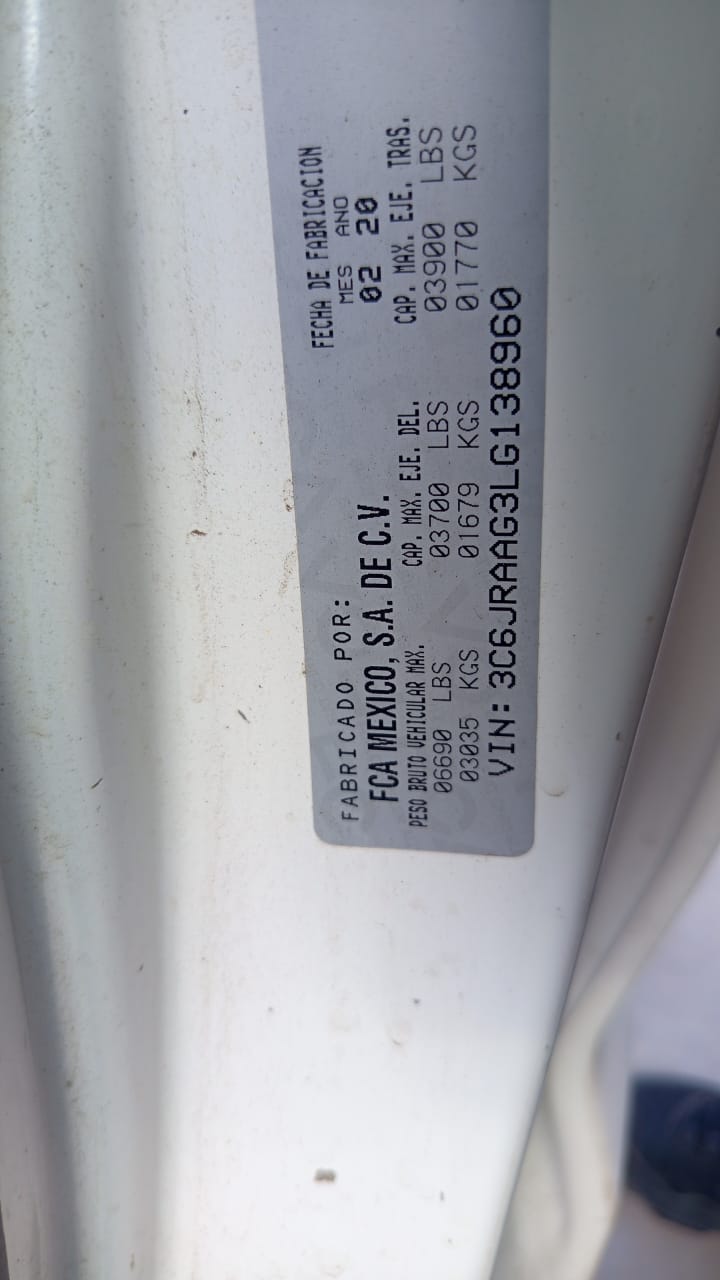 FABRICADO POR:
FECHA DE FABRICACION
MES ANO
FCA MEXICO, S.A. DE C.V.
02 20
PESO BRUTO VEHICULAR MAX. CAP. MAX. EJE. DEL. CAP. MAX. EJE. TRAS.
06690 LBS 03700 LBS 03900 LBS
03035 KGS 01679 KGS 01770 KGS
VIN: 3C6JRAAG3LG138960